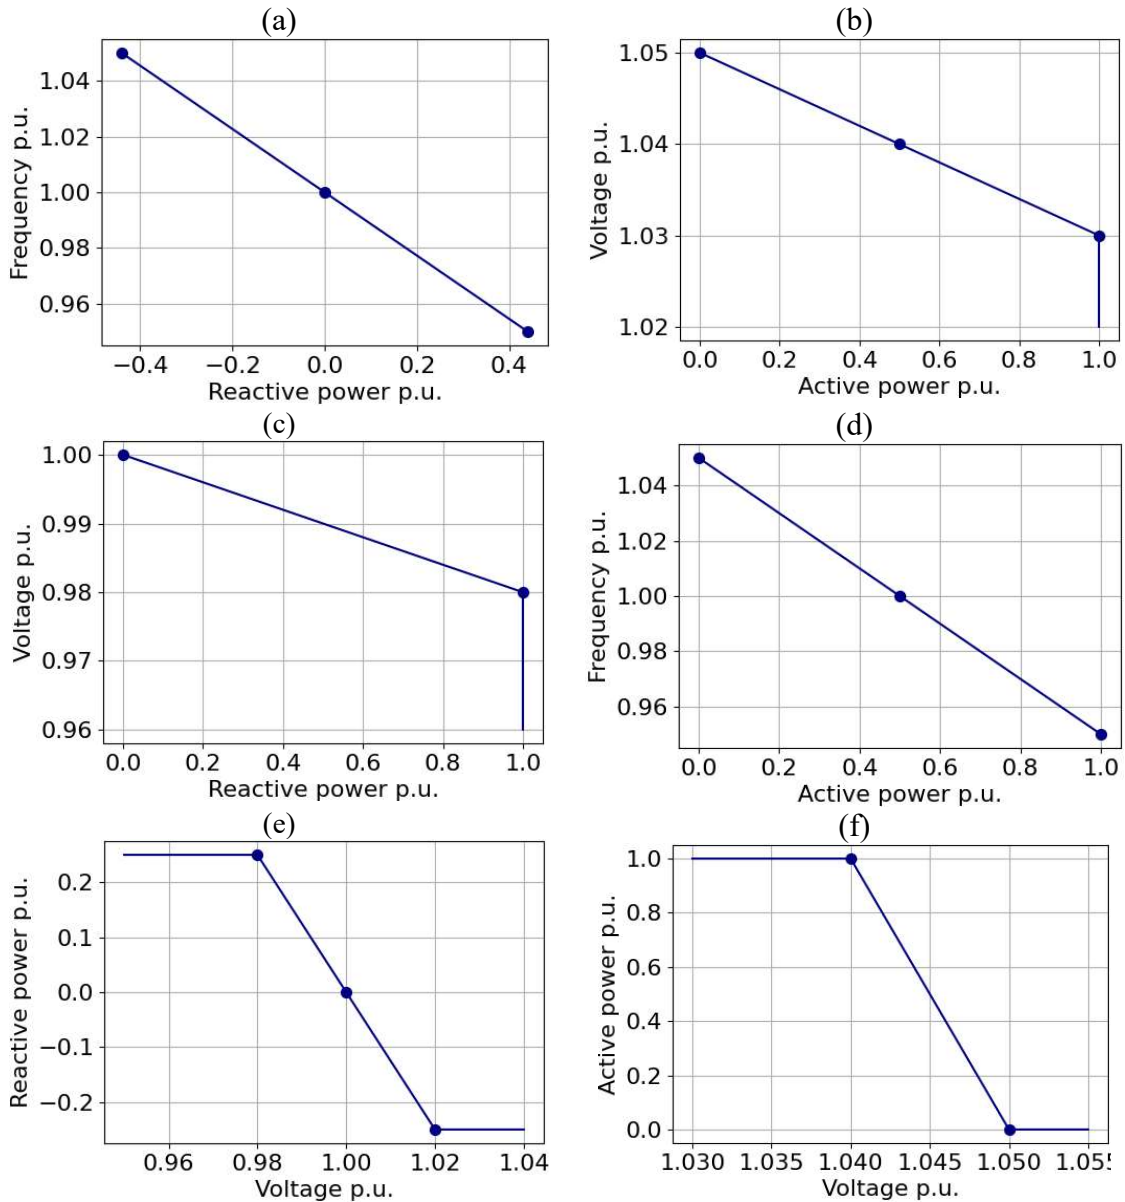 (a)
Frequency p.u.
1.04
1.02
1.00
0.98
0.96
−0.4 −0.2 0.0 0.2 0.4
Reactive power p.u.
(b)
Voltage p.u.
1.05
1.04
1.03
1.02
0.0 0.2 0.4 0.6 0.8 1.0
Active power p.u.
(c)
Voltage p.u.
1.00
0.99
0.98
0.97
0.96
0.0 0.2 0.4 0.6 0.8 1.0
Reactive power p.u.
(d)
Frequency p.u.
1.04
1.02
1.00
0.98
0.96
0.0 0.2 0.4 0.6 0.8 1.0
Active power p.u.
(e)
Reactive power p.u.
0.2
0.1
0.0
−0.1
−0.2
0.96 0.98 1.00 1.02 1.04
Voltage p.u.
(f)
Active power p.u.
1.0
0.8
0.6
0.4
0.2
0.0
1.030 1.035 1.040 1.045 1.050 1.055
Voltage p.u.